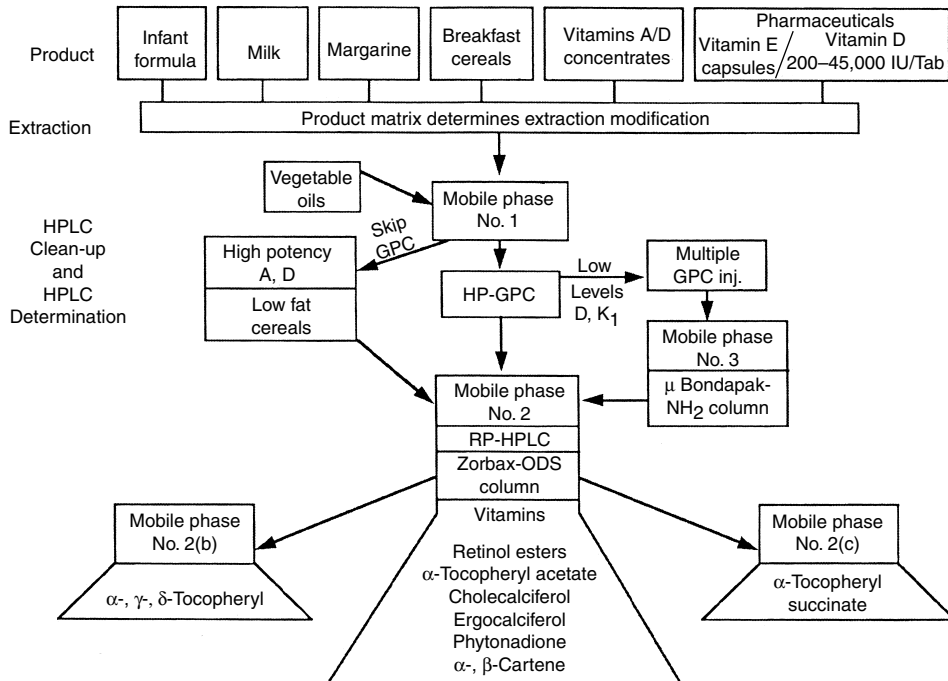 Product
Infant
formula
Milk
Margarine
Breakfast
cereals
Vitamins A/D
concentrates
Pharmaceuticals
Vitamin E
capsules
/
Vitamin D
200–45,000 IU/Tab
Extraction
Product matrix determines extraction modification
Vegetable
oils
Mobile phase
No. 1
HPLC
Clean-up
and
HPLC
Determination
Skip
GPC
High potency
A, D
Low fat
cereals
HP-GPC
Low
Levels
D, K₁
Multiple
GPC inj.
Mobile phase
No. 3
μ Bondapak-
NH₂ column
Mobile phase
No. 2
RP-HPLC
Zorbax-ODS
column
Mobile phase
No. 2(b)
α-, γ-, δ-Tocopheryl
Vitamins
Retinol esters
α-Tocopheryl acetate
Cholecalciferol
Ergocalciferol
Phytonadione
α-, β-Cartene
Mobile phase
No. 2(c)
α-Tocopheryl
succinate